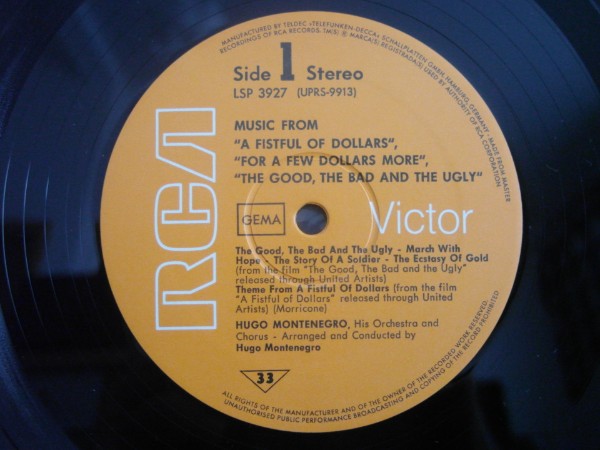 MANUFACTURED BY TELDEC »TELEFUNKEN-DECCA« SCHALLPLATTEN GMBH, HAMBURG, GERMANY - MADE FROM MASTER
RECORDINGS OF RCA RECORDS. TM(S) ® MARCA(S) REGISTRADA(S) USED BY AUTHORITY OF RCA CORPORATION
Side 1 Stereo
LSP 3927 (UPRS-9913)
MUSIC FROM
"A FISTFUL OF DOLLARS",
"FOR A FEW DOLLARS MORE",
"THE GOOD, THE BAD AND THE UGLY"
RCA
GEMA
Victor
The Good, The Bad And The Ugly - March With
Hope - The Story Of A Soldier - The Ecstasy Of Gold
(from the film "The Good, The Bad and the Ugly"
released through United Artists)
Theme From A Fistful Of Dollars (from the film
"A Fistful of Dollars" released through United
Artists) (Morricone)
HUGO MONTENEGRO, His Orchestra and
Chorus - Arranged and Conducted by
Hugo Montenegro
33
ALL RIGHTS OF THE MANUFACTURER AND OF THE OWNER OF THE RECORDED WORK RESERVED.
UNAUTHORISED PUBLIC PERFORMANCE BROADCASTING AND COPYING OF THE RECORD PROHIBITED